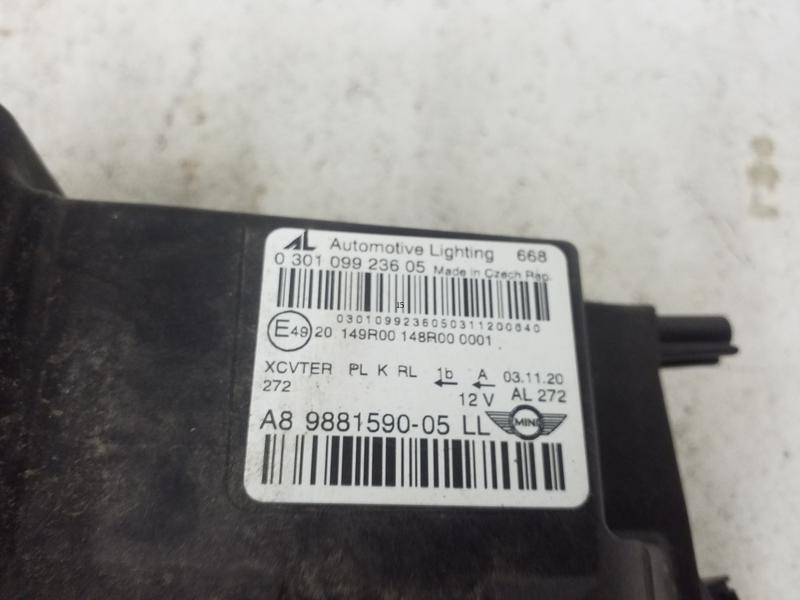 AL Automotive Lighting 668
0 301 099 236 05 Made in Czech Rep.
15
0301099236050311200640
E49 20 149R00 148R00 0001
XCVTER PL K RL 1b A 03.11.20
272 12 V AL 272
A8 9881590-05 LL MINI